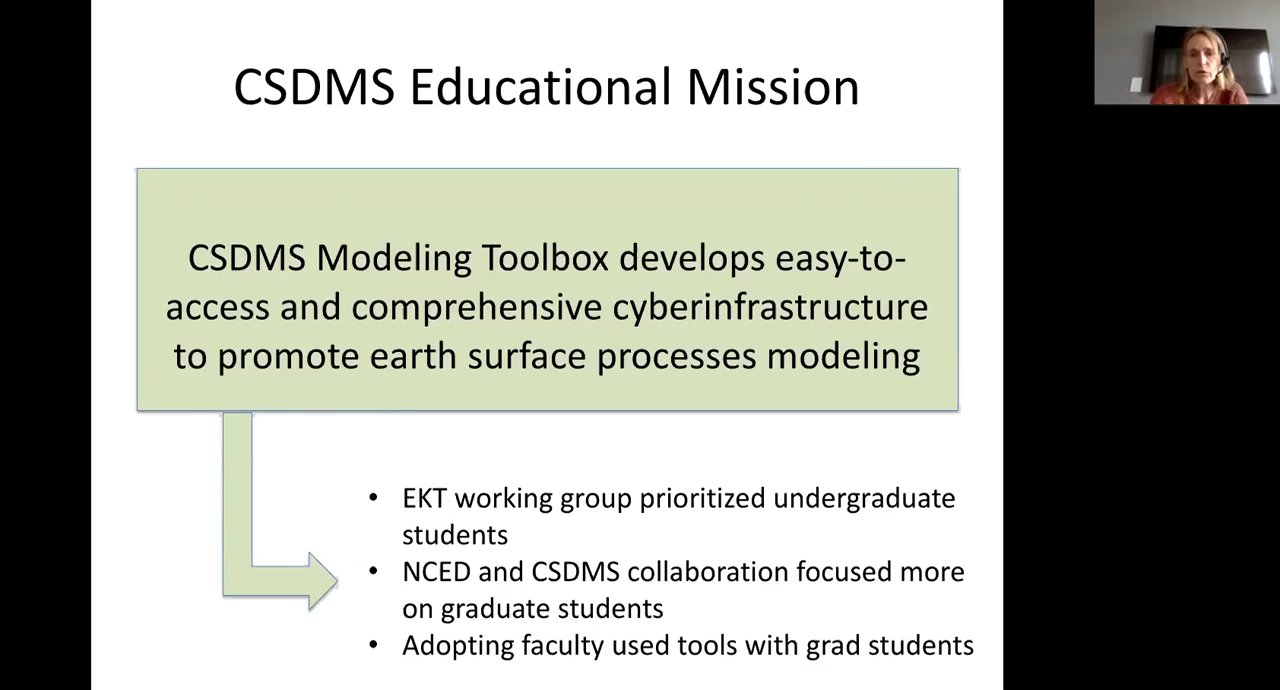 CSDMS Educational Mission
CSDMS Modeling Toolbox develops easy-to-
access and comprehensive cyberinfrastructure
to promote earth surface processes modeling
• EKT working group prioritized undergraduate
students
• NCED and CSDMS collaboration focused more
on graduate students
• Adopting faculty used tools with grad students